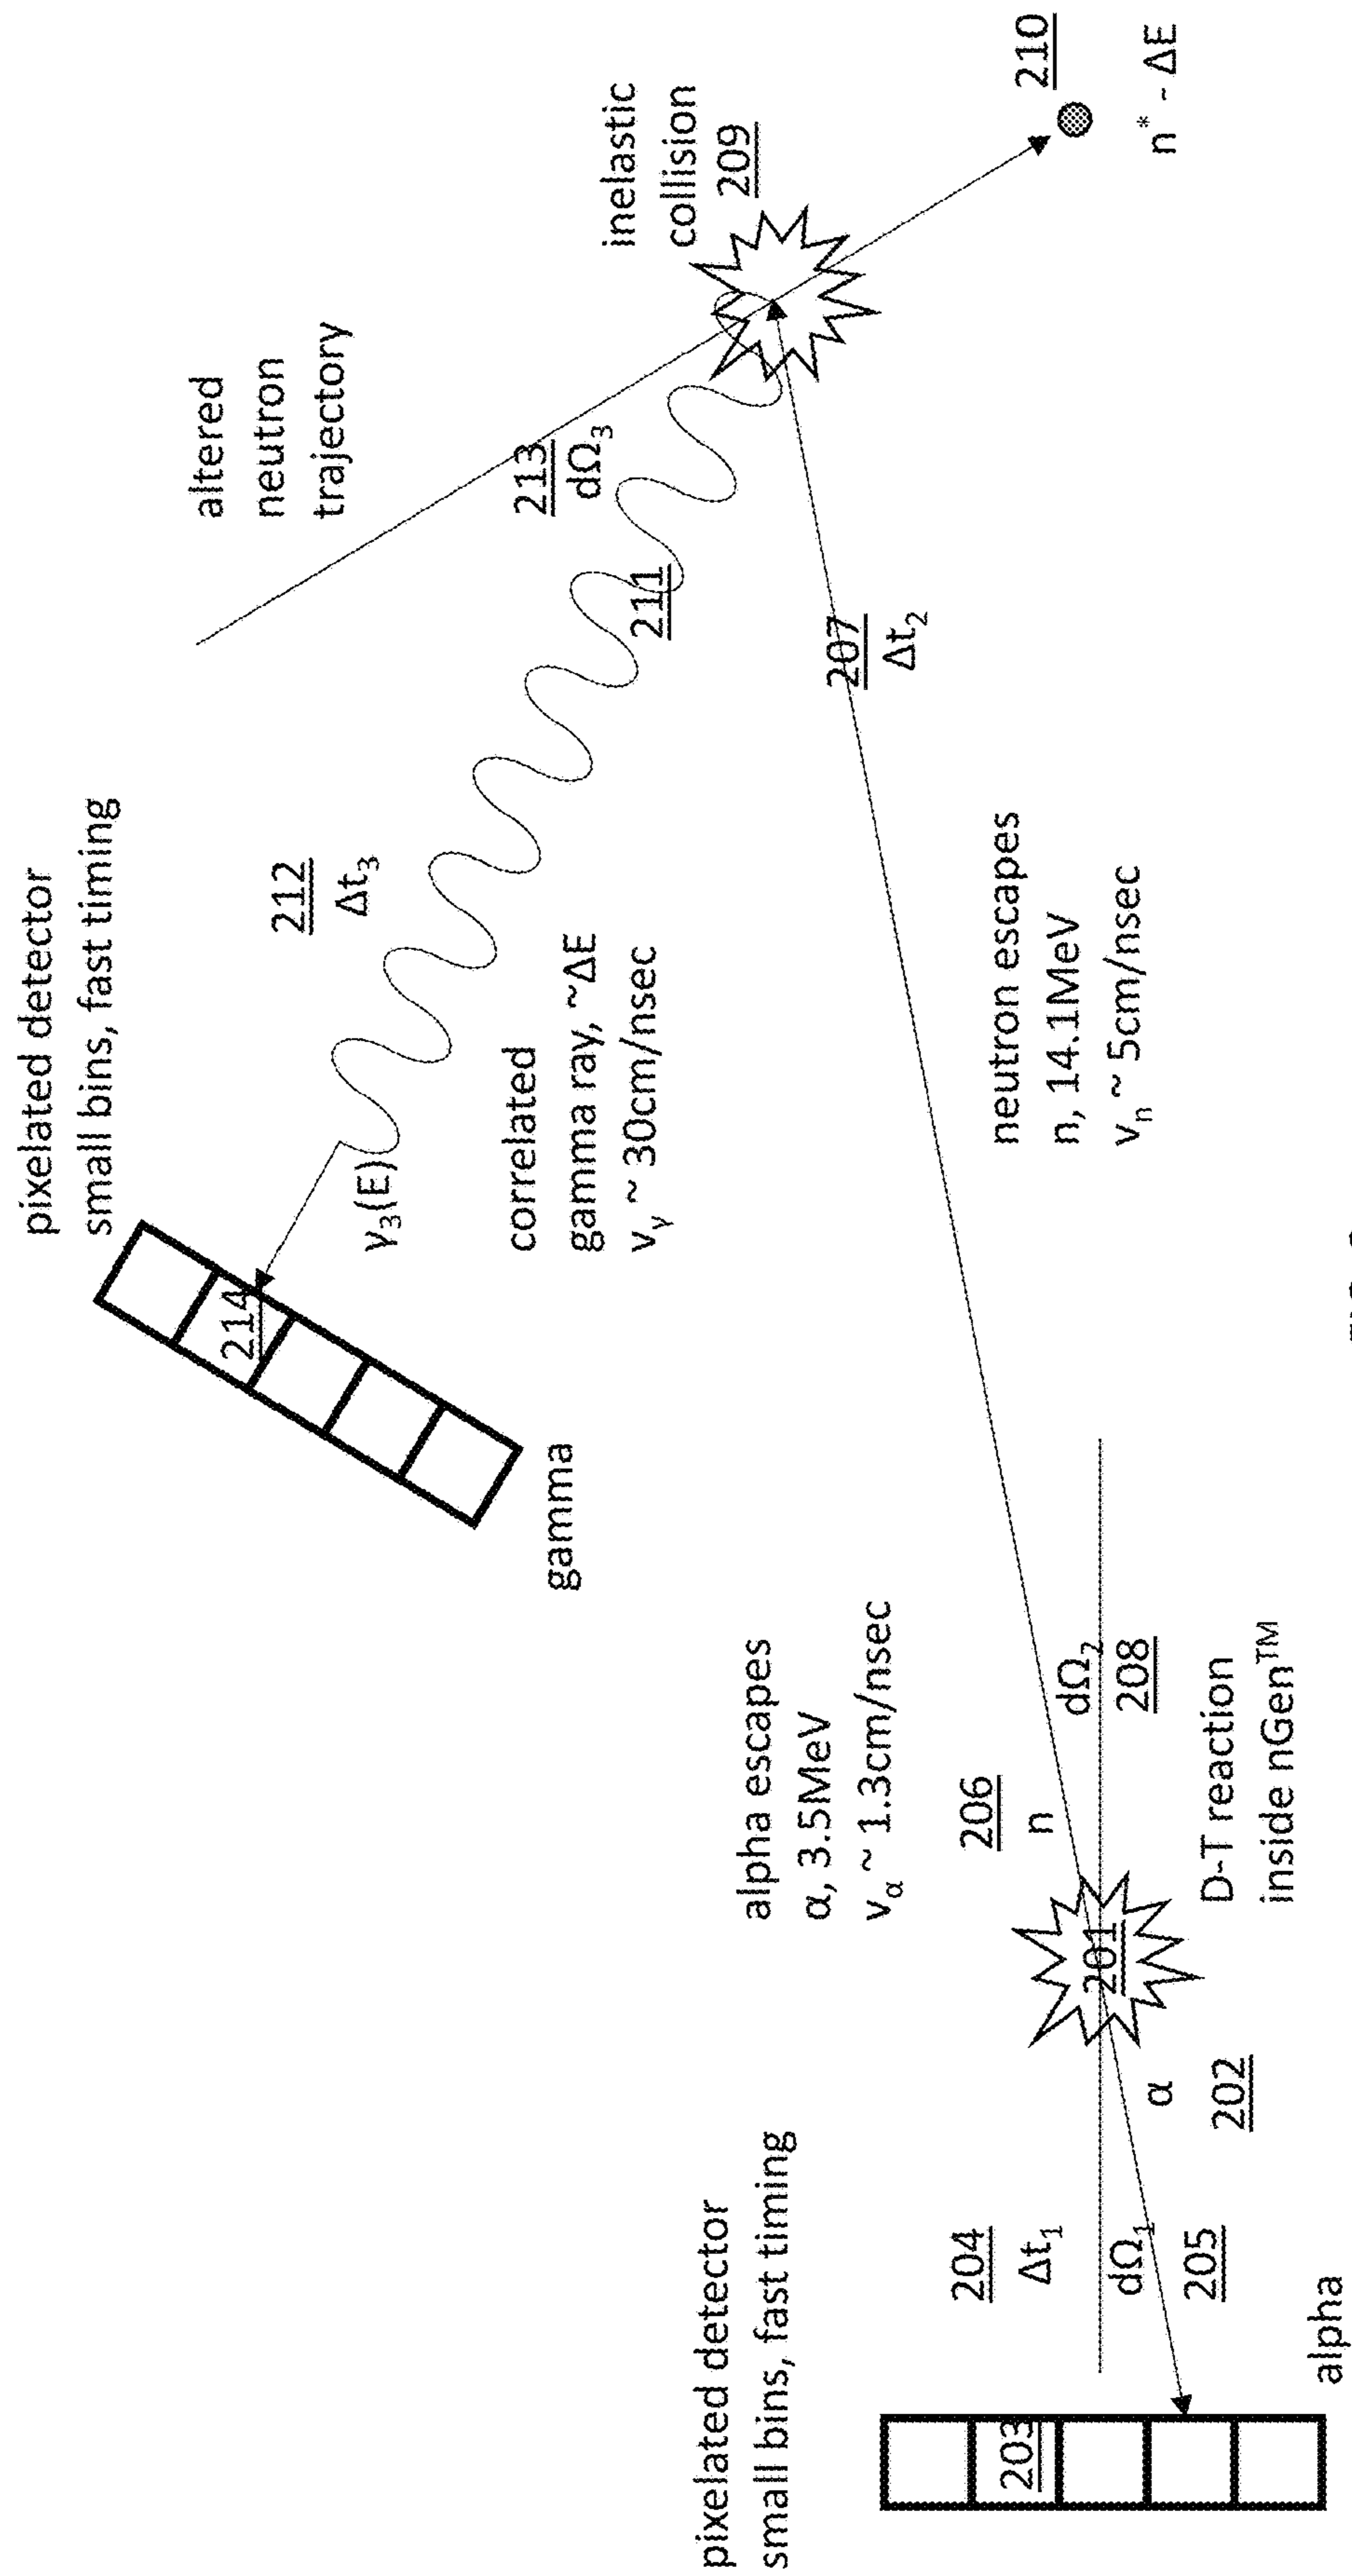 pixelated detector
small bins, fast timing
214
gamma
212
Δt₃
γ₃(E)
correlated
gamma ray, ~ΔE
vᵧ ~ 30cm/nsec
altered
neutron
trajectory
213
dΩ₃
211
inelastic
collision
209
210
n* - ΔE
207
Δt₂
neutron escapes
n, 14.1MeV
vₙ ~ 5cm/nsec
pixelated detector
small bins, fast timing
203
alpha
204
Δt₁
dΩ₁
205
alpha escapes
α, 3.5MeV
vα ~ 1.3cm/nsec
206
n
201
α
202
dΩ₂
208
D-T reaction
inside nGen™